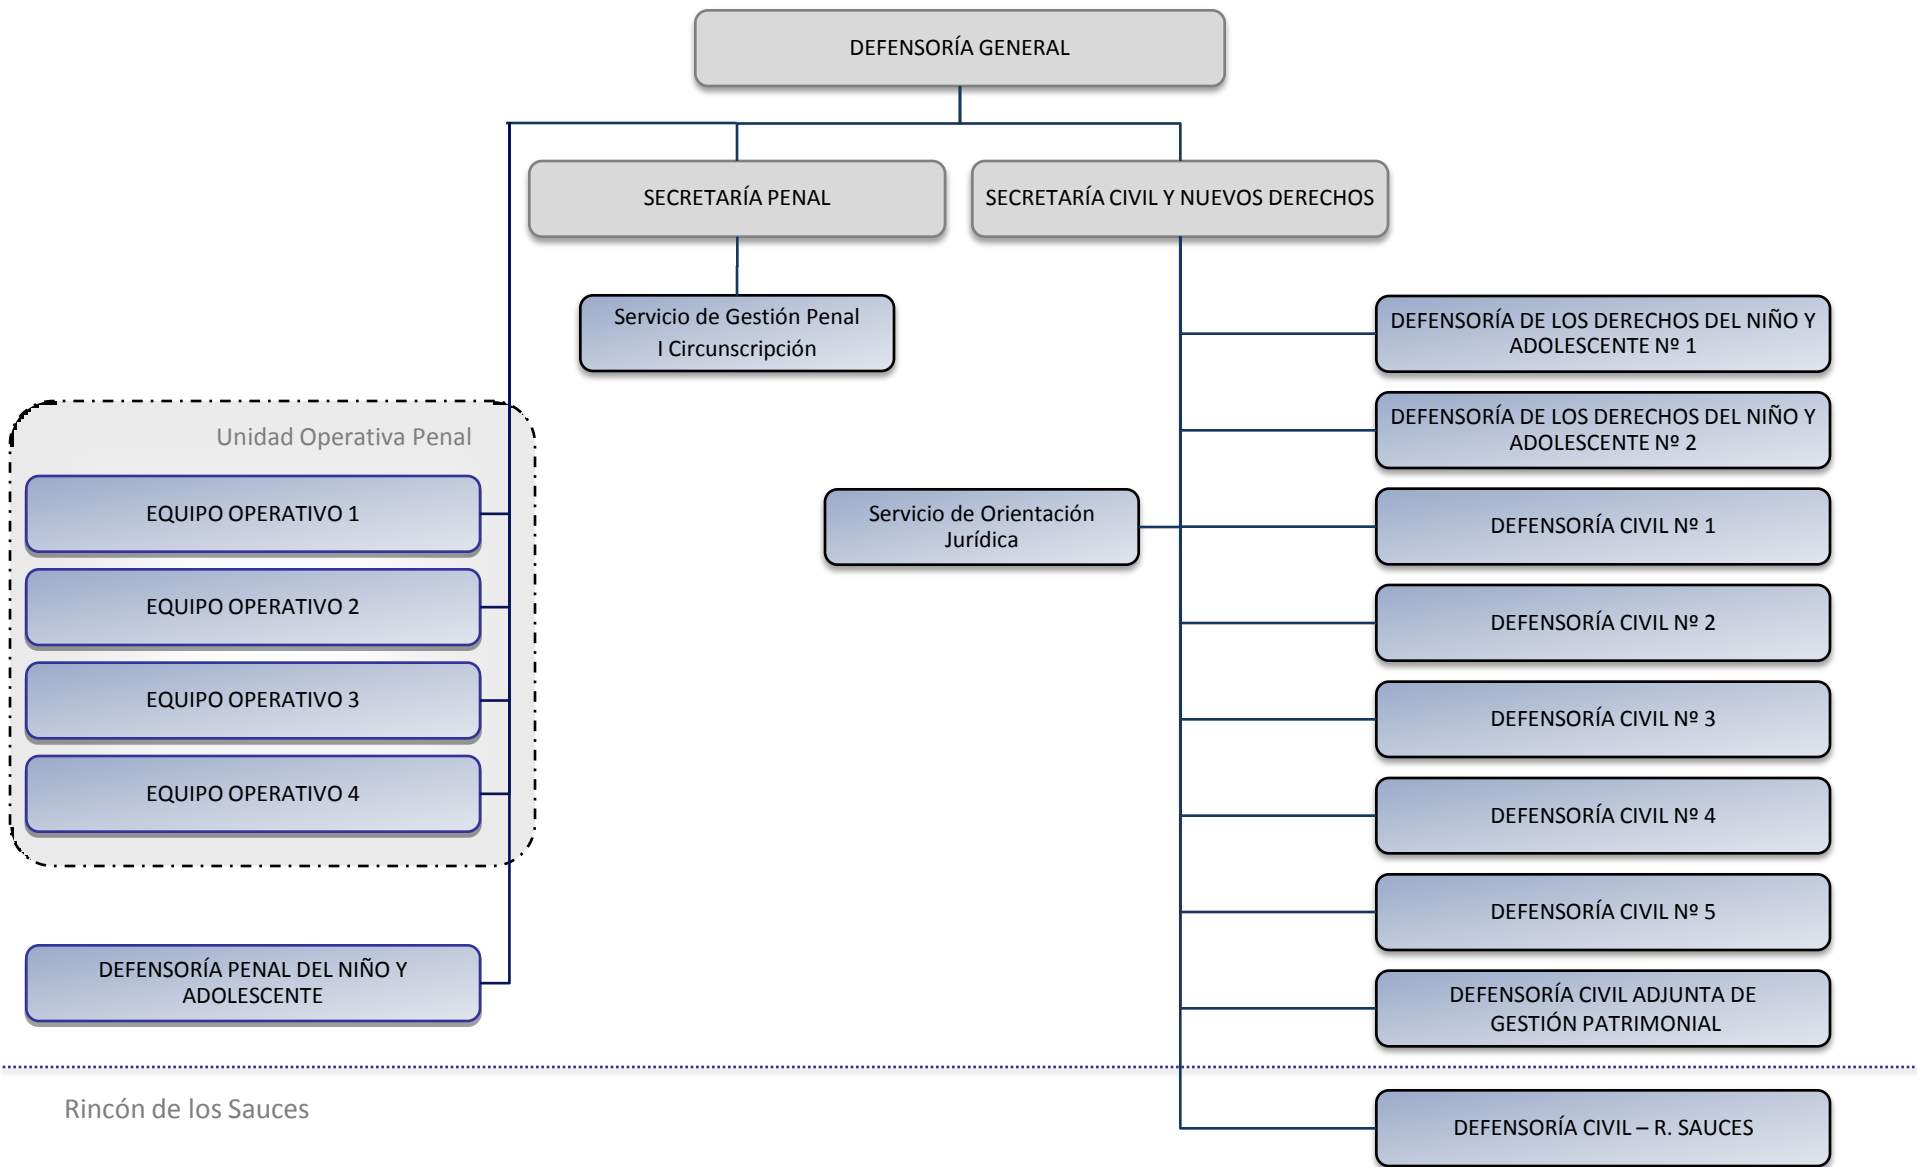 DEFENSORÍA GENERAL
SECRETARÍA PENAL
SECRETARÍA CIVIL Y NUEVOS DERECHOS
Servicio de Gestión Penal
I Circunscripción
Unidad Operativa Penal
EQUIPO OPERATIVO 1
EQUIPO OPERATIVO 2
EQUIPO OPERATIVO 3
EQUIPO OPERATIVO 4
DEFENSORÍA PENAL DEL NIÑO Y
ADOLESCENTE
Servicio de Orientación
Jurídica
DEFENSORÍA DE LOS DERECHOS DEL NIÑO Y
ADOLESCENTE Nº 1
DEFENSORÍA DE LOS DERECHOS DEL NIÑO Y
ADOLESCENTE Nº 2
DEFENSORÍA CIVIL Nº 1
DEFENSORÍA CIVIL Nº 2
DEFENSORÍA CIVIL Nº 3
DEFENSORÍA CIVIL Nº 4
DEFENSORÍA CIVIL Nº 5
DEFENSORÍA CIVIL ADJUNTA DE
GESTIÓN PATRIMONIAL
Rincón de los Sauces
DEFENSORÍA CIVIL – R. SAUCES